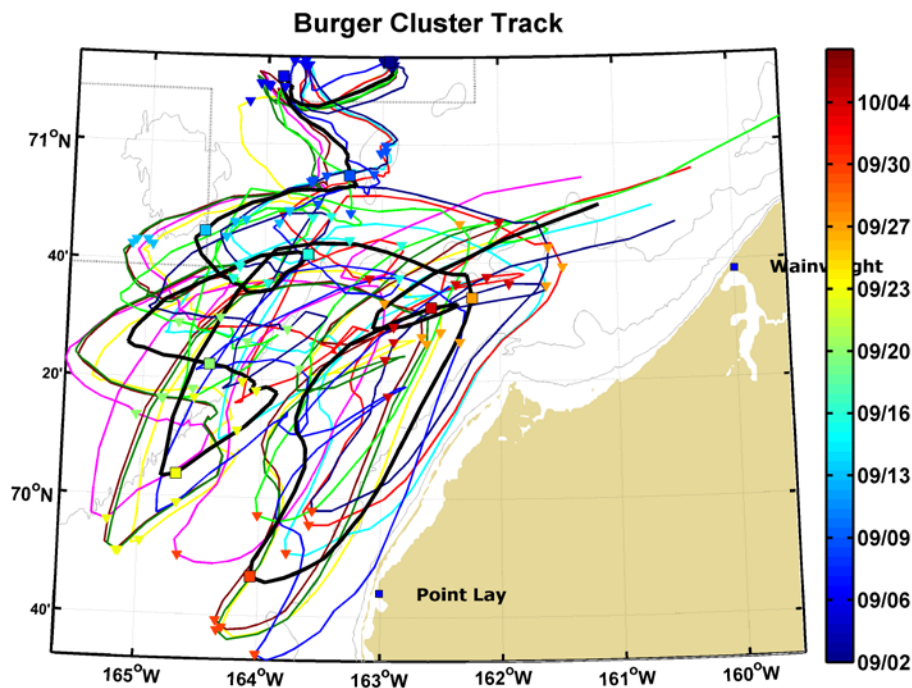 Burger Cluster Track
71°N
40'
20'
70°N
40'
165°W
164°W
163°W
162°W
161°W
160°W
Wainwright
Point Lay
10/04
09/30
09/27
09/23
09/20
09/16
09/13
09/09
09/06
09/02